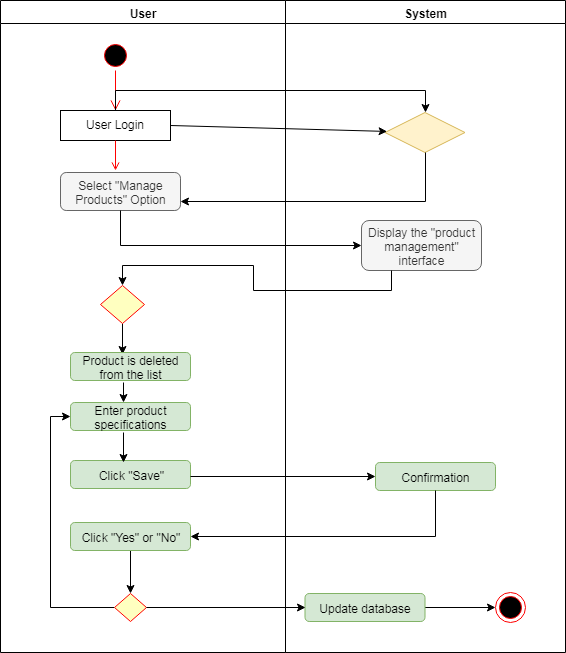 User
System
User Login
Select "Manage
Products" Option
Display the "product
management"
interface
Product is deleted
from the list
Enter product
specifications
Click "Save"
Confirmation
Click "Yes" or "No"
Update database